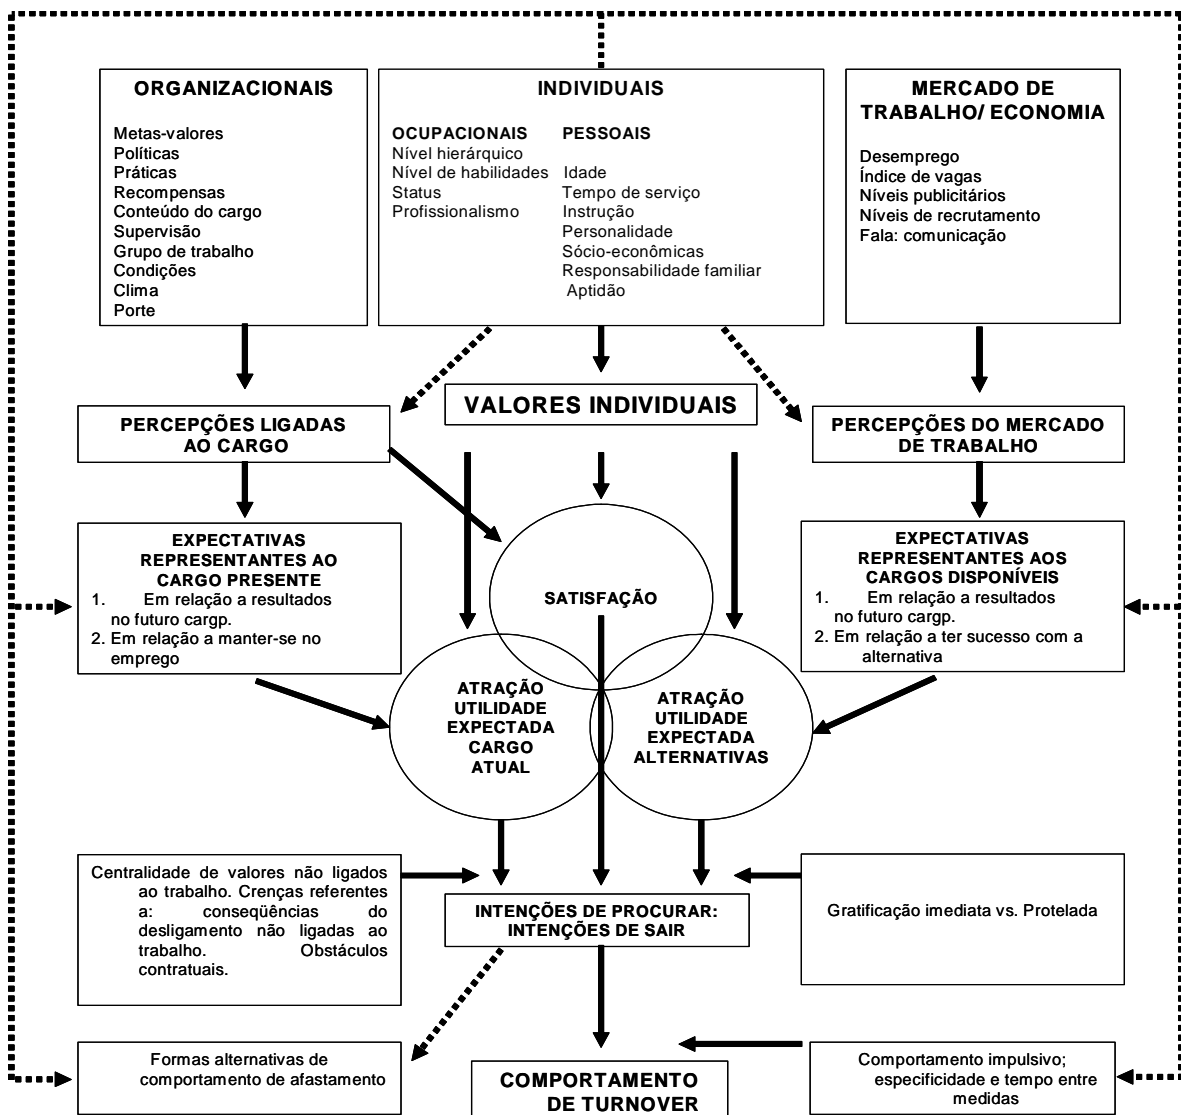 ORGANIZACIONAIS
Metas-valores
Políticas
Práticas
Recompensas
Conteúdo do cargo
Supervisão
Grupo de trabalho
Condições
Clima
Porte
INDIVIDUAIS
OCUPACIONAIS
Nível hierárquico
Nível de habilidades
Status
Profissionalismo
PESSOAIS
Idade
Tempo de serviço
Instrução
Personalidade
Sócio-econômicas
Responsabilidade familiar
Aptidão
MERCADO DE
TRABALHO/ ECONOMIA
Desemprego
Índice de vagas
Níveis publicitários
Níveis de recrutamento
Fala: comunicação
PERCEPÇÕES LIGADAS
AO CARGO
VALORES INDIVIDUAIS
PERCEPÇÕES DO MERCADO
DE TRABALHO
EXPECTATIVAS
REPRESENTANTES AO
CARGO PRESENTE
1. Em relação a resultados
no futuro cargp.
2. Em relação a manter-se no
emprego
SATISFAÇÃO
EXPECTATIVAS
REPRESENTANTES AOS
CARGOS DISPONÍVEIS
1. Em relação a resultados
no futuro cargp.
2. Em relação a ter sucesso com a
alternativa
ATRAÇÃO
UTILIDADE
EXPECTADA
CARGO
ATUAL
ATRAÇÃO
UTILIDADE
EXPECTADA
ALTERNATIVAS
Centralidade de valores não ligados
ao trabalho. Crenças referentes
a: conseqüências do
desligamento não ligadas ao
trabalho. Obstáculos
contratuais.
INTENÇÕES DE PROCURAR:
INTENÇÕES DE SAIR
Gratificação imediata vs. Protelada
Formas alternativas de
comportamento de afastamento
COMPORTAMENTO
DE TURNOVER
Comportamento impulsivo;
especificidade e tempo entre
medidas